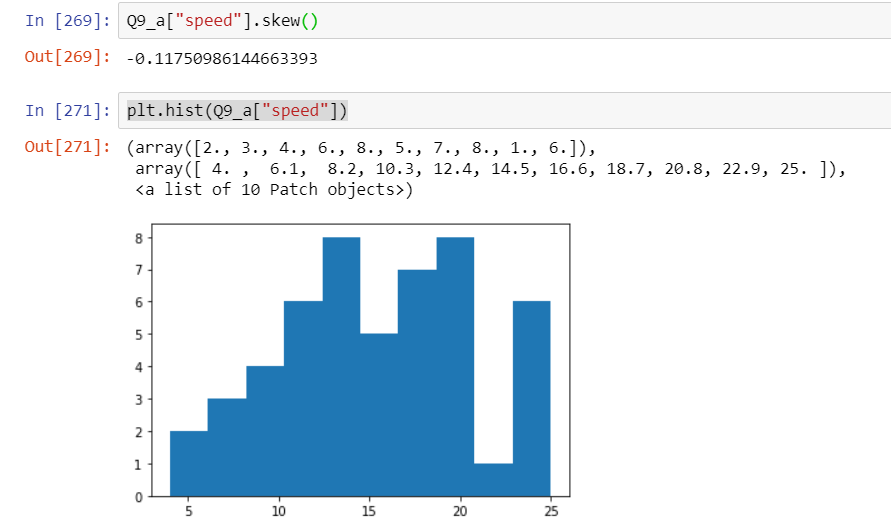 In [269]: Q9_a["speed"].skew()
Out[269]: -0.11750986144663393
In [271]: plt.hist(Q9_a["speed"])
Out[271]: (array([2., 3., 4., 6., 8., 5., 7., 8., 1., 6.]),
array([ 4. ,  6.1,  8.2, 10.3, 12.4, 14.5, 16.6, 18.7, 20.8, 22.9, 25. ]),
<a list of 10 Patch objects>)
8
7
6
5
4
3
2
1
0
5 10 15 20 25